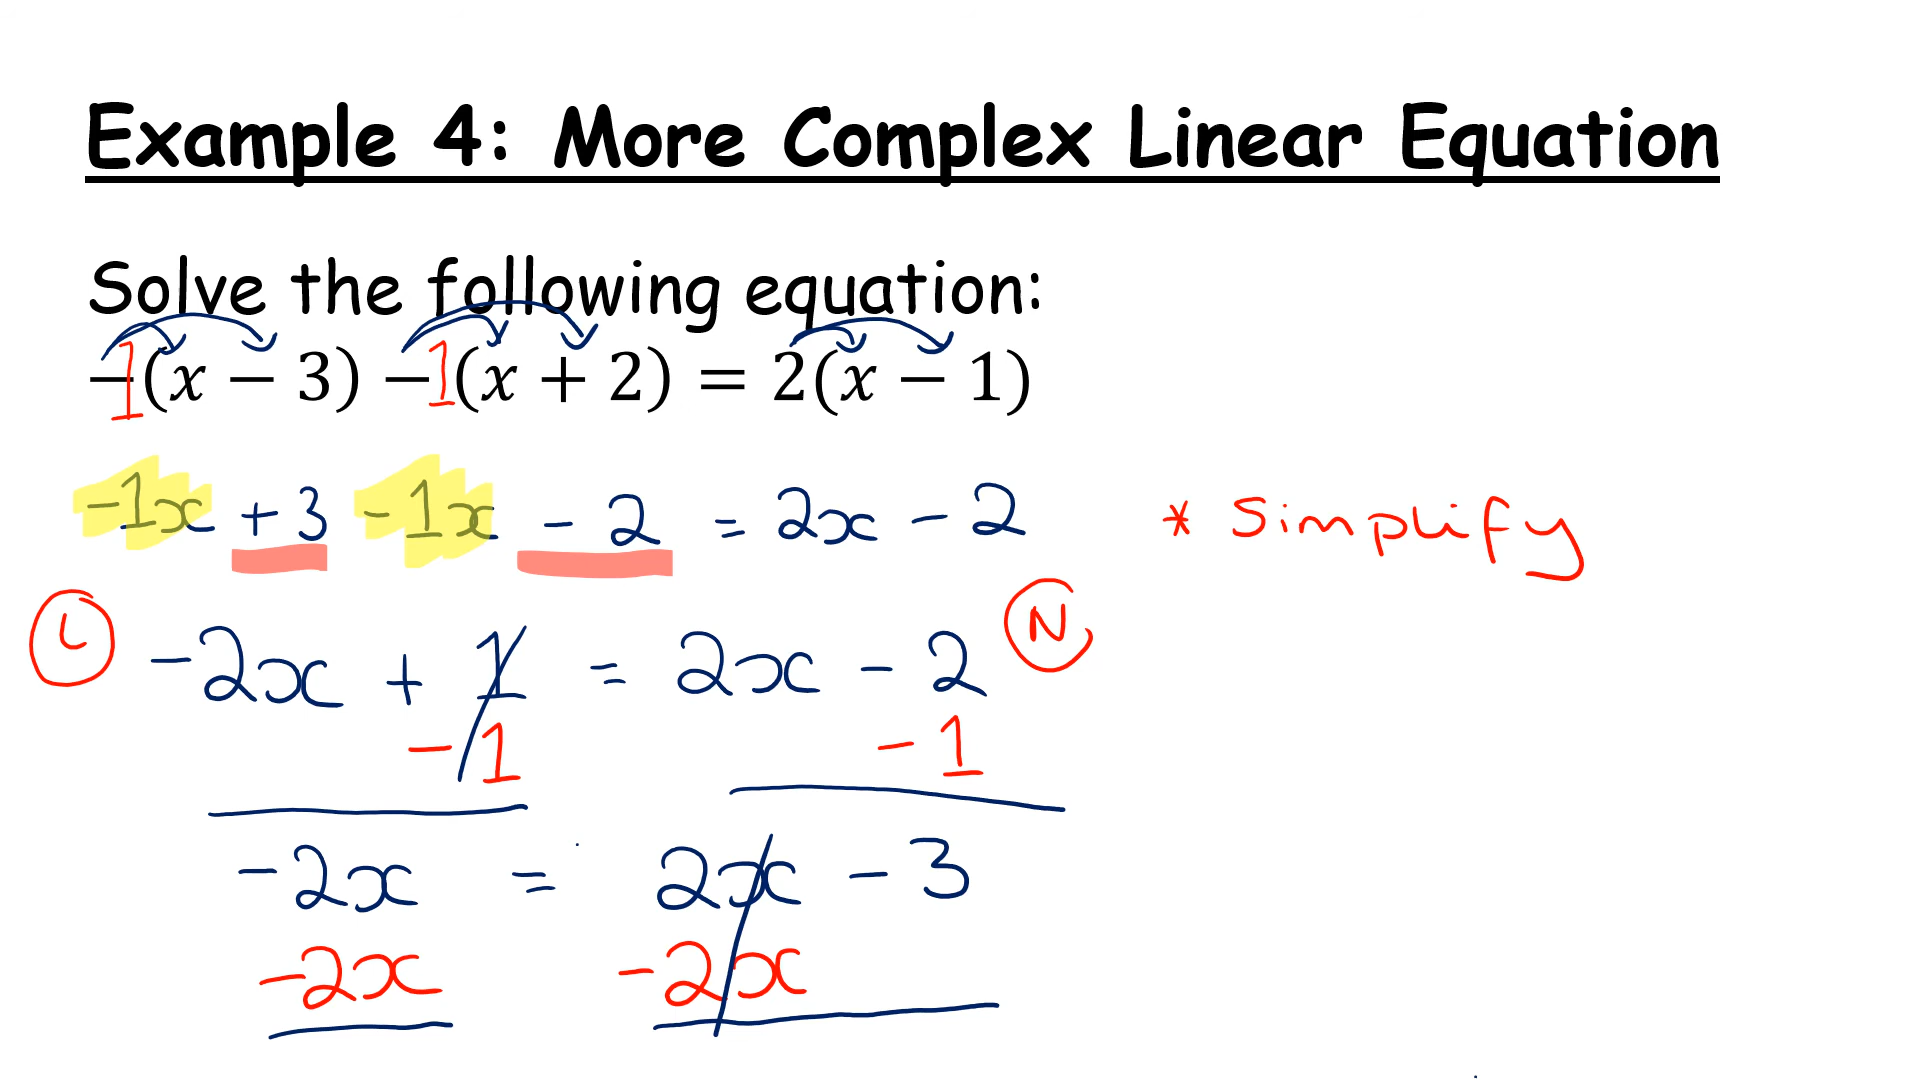 Example 4: More Complex Linear Equation
Solve the following equation:
−1(x − 3) −1(x + 2) = 2(x − 1)
-1x + 3 -1x - 2 = 2x - 2 * Simplify
L -2x + 1 = 2x - 2 N
-1 -1
-2x = 2x - 3
-2x -2x